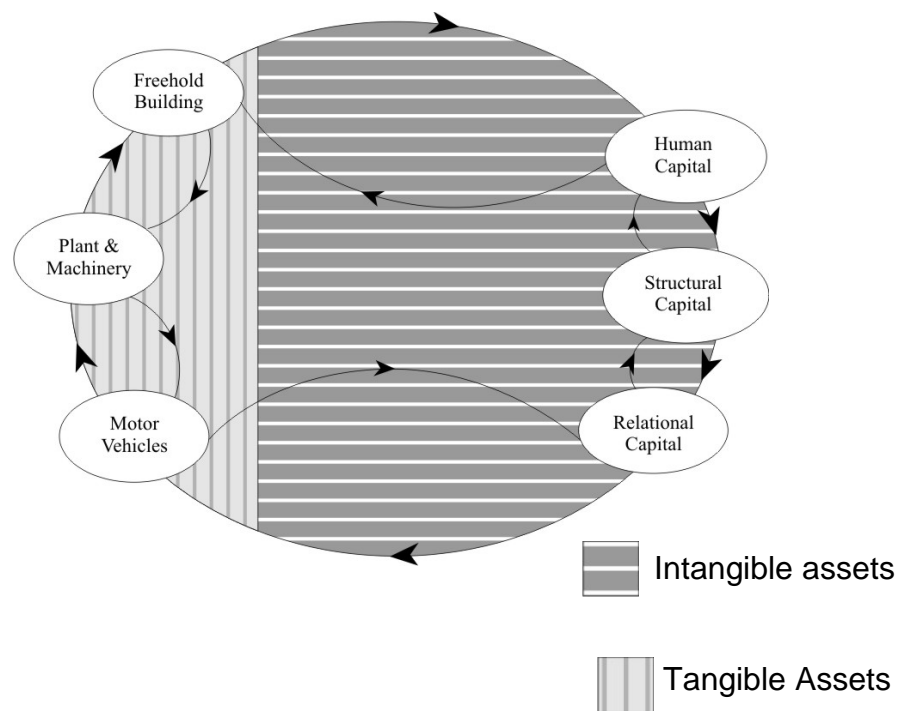 Freehold
Building
Human
Capital
Plant &
Machinery
Structural
Capital
Motor
Vehicles
Relational
Capital
Intangible assets
Tangible Assets